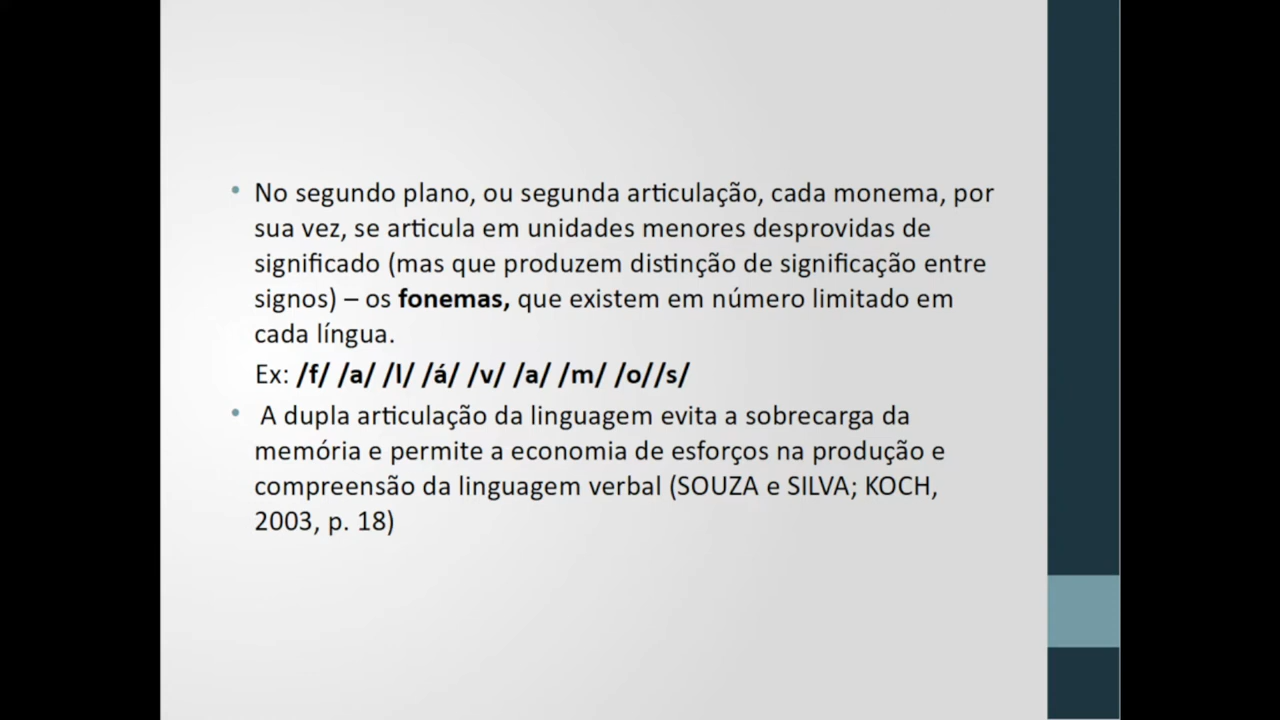 • No segundo plano, ou segunda articulação, cada monema, por
sua vez, se articula em unidades menores desprovidas de
significado (mas que produzem distinção de significação entre
signos) – os fonemas, que existem em número limitado em
cada língua.
Ex: /f/ /a/ /l/ /á/ /v/ /a/ /m/ /o//s/
• A dupla articulação da linguagem evita a sobrecarga da
memória e permite a economia de esforços na produção e
compreensão da linguagem verbal (SOUZA e SILVA; KOCH,
2003, p. 18)